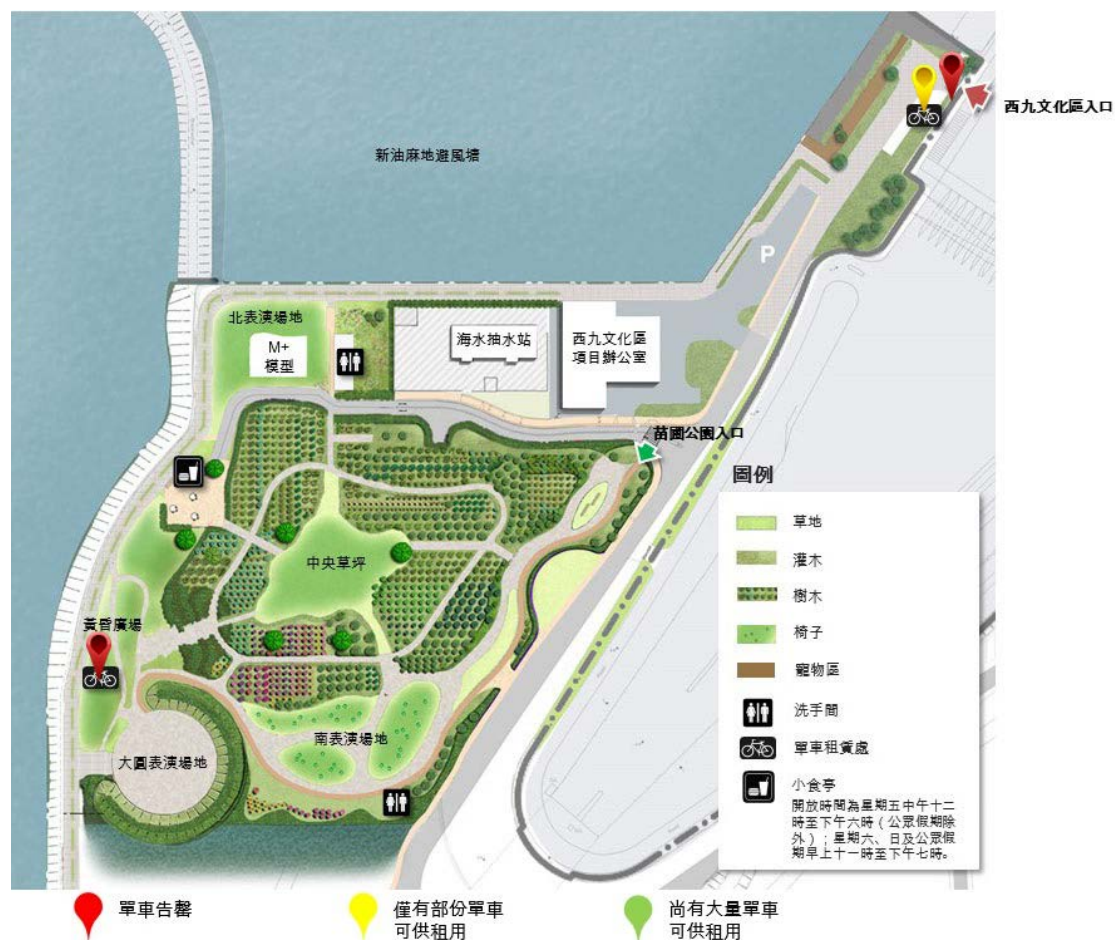 西九文化區入口
新油麻地避風塘
P
北表演場地
M+
模型
海水抽水站
西九文化區
項目辦公室
苗圃公園入口
中央草坪
黃昏廣場
南表演場地
大圓表演場地
圖例
草地
灌木
樹木
椅子
寵物區
洗手間
單車租賃處
小食亭
開放時間為星期五中午十二
時至下午六時（公眾假期除
外）；星期六、日及公眾假
期早上十一時至下午七時。
單車告罄
僅有部份單車
可供租用
尚有大量單車
可供租用